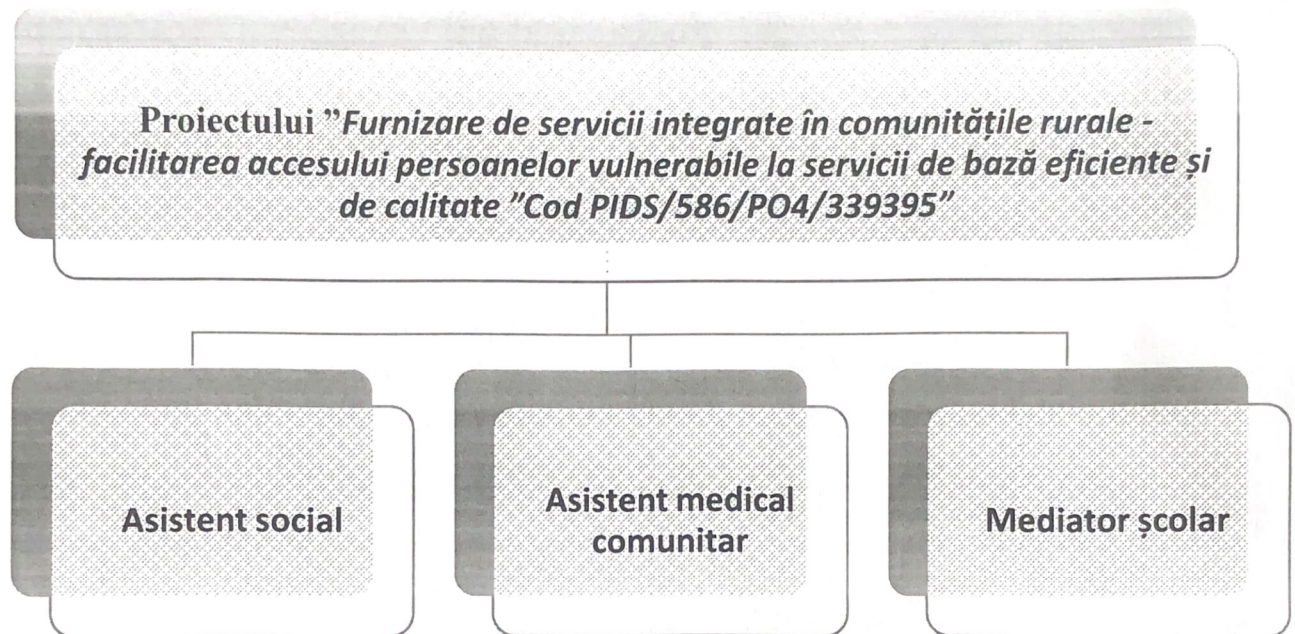 Proiectului ”Furnizare de servicii integrate în comunitățile rurale -
facilitarea accesului persoanelor vulnerabile la servicii de bază eficiente și
de calitate ”Cod PIDS/586/PO4/339395”
Asistent social
Asistent medical
comunitar
Mediator școlar